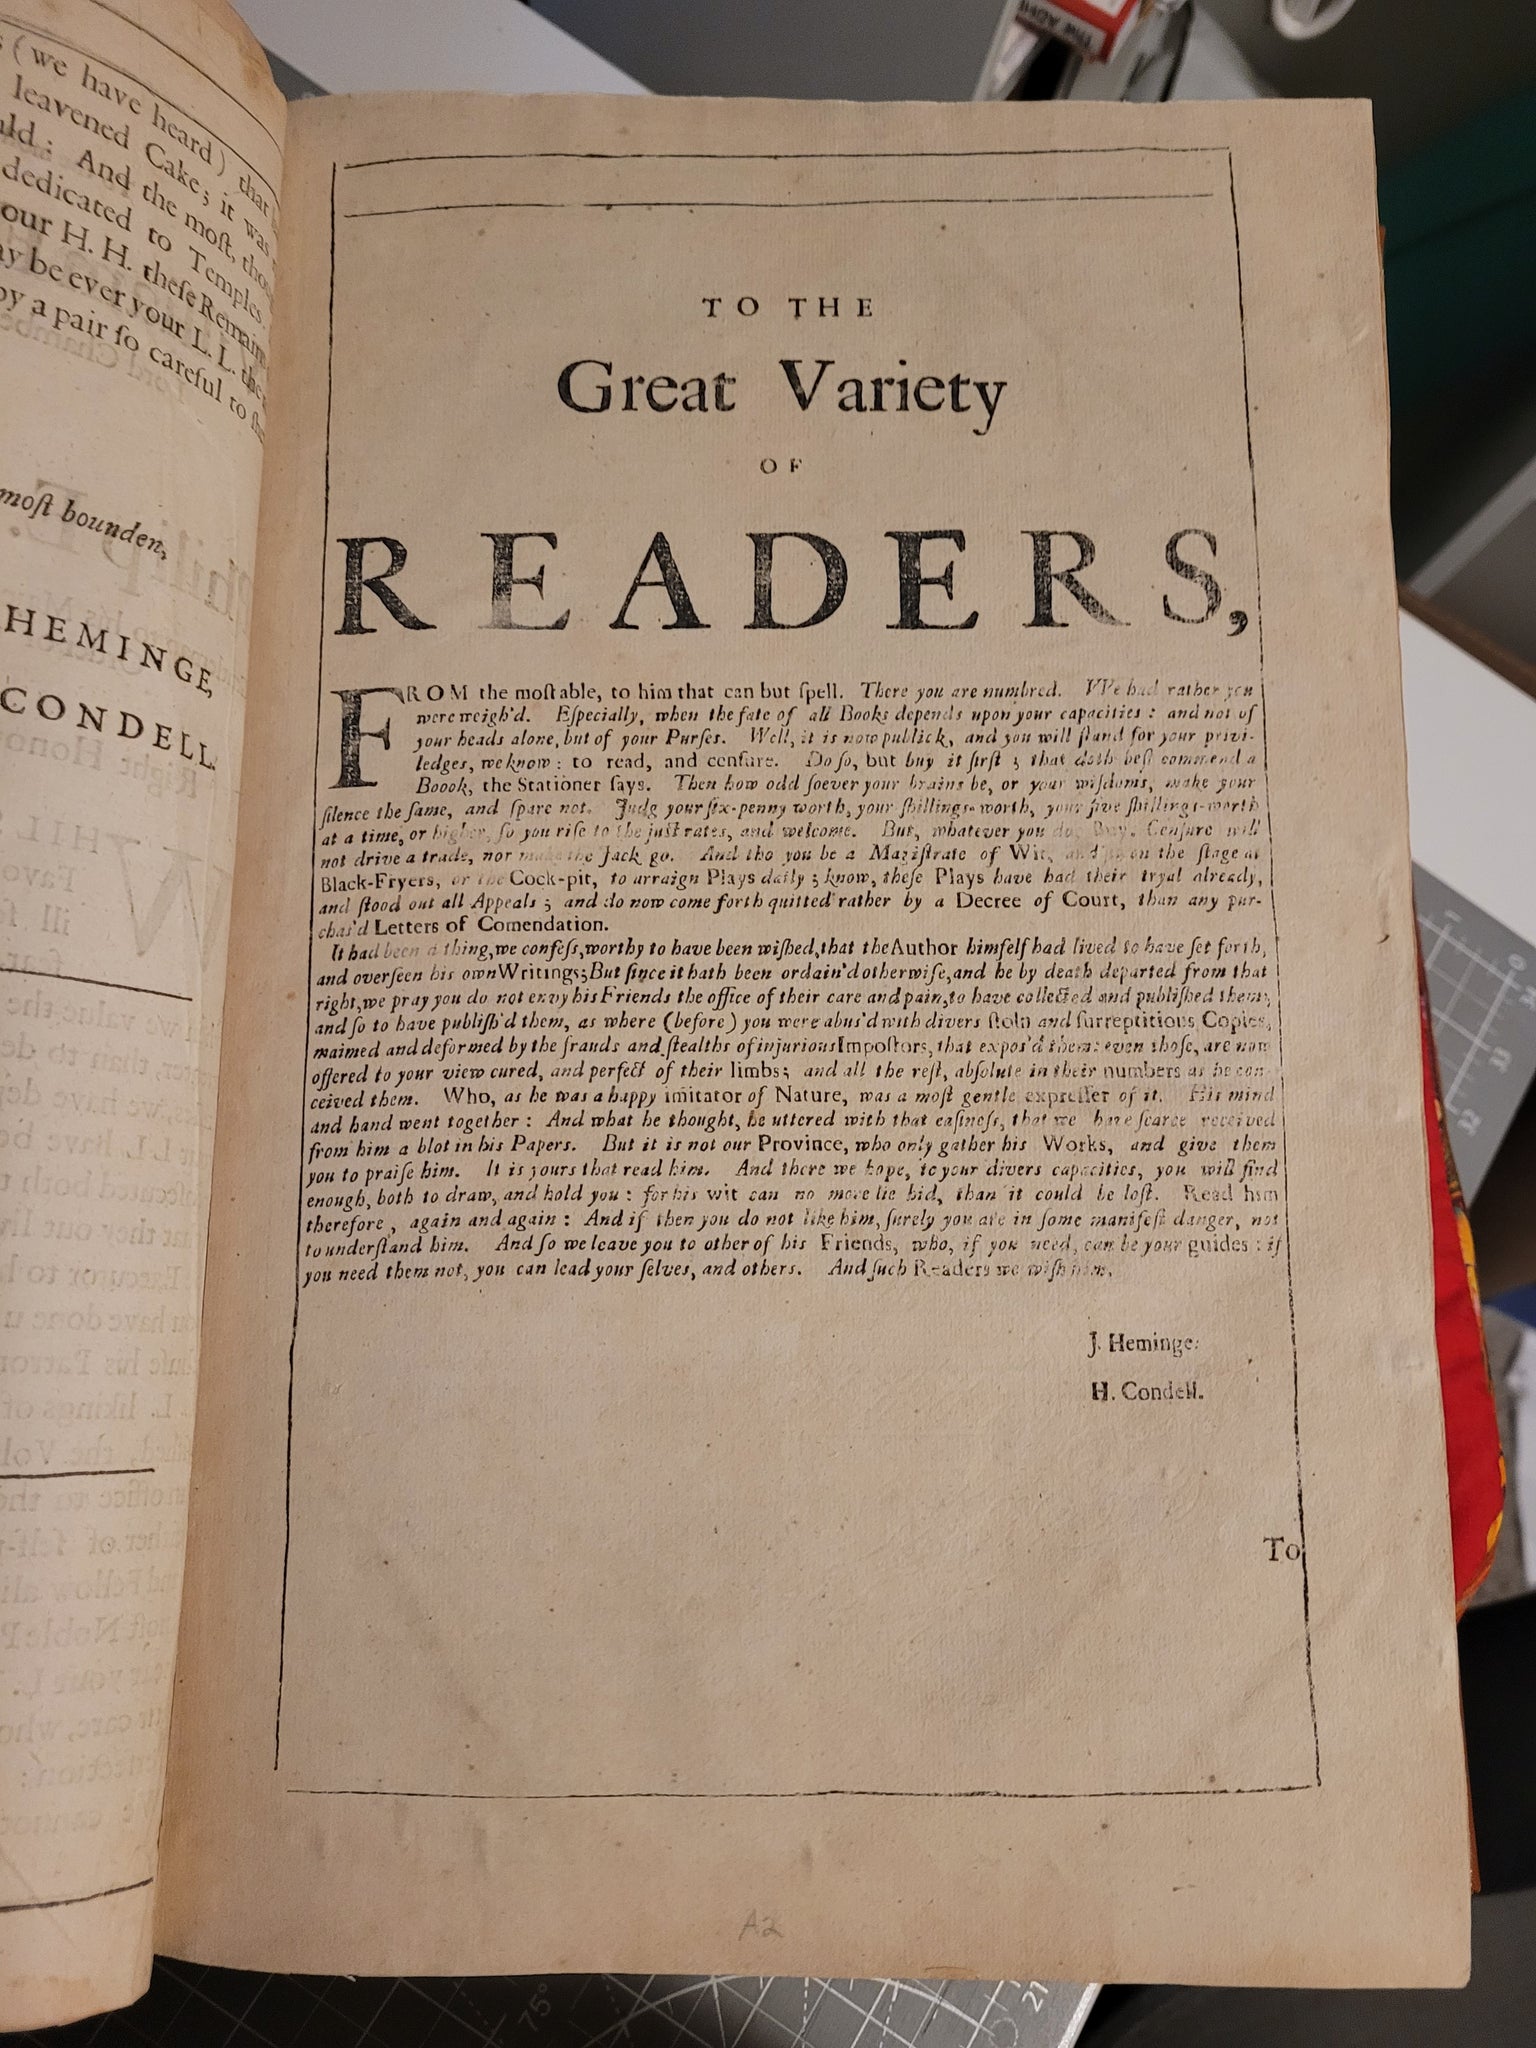 s (we have heard) that
leavened Cake; it was
uld: And the moſt, thou
dedicated to Temples.
our H. H. theſe Remain
ay be ever your L. L. the
by a pair ſo careful to ſh
moſt bounden,
HEMINGE,
CONDELL.
TO THE
Great Variety
OF
READERS,
FROM the moſt able, to him that can but ſpell. There you are numbred. VVe had rather you
were weigh'd. Eſpecially, when the fate of all Books depends upon your capacities: and not of
your heads alone, but of your Purſes. Well, it is now publick, and you will ſtand for your privi-
ledges, we know: to read, and cenſure. Do ſo, but buy it firſt; that doth beſt commend a
Boook, the Stationer ſays. Then how odd ſoever your brains be, or your wiſdoms, make your
ſilence the ſame, and ſpare not. Judg your ſix-penny worth, your ſhillings-worth, your five ſhillings-worth
at a time, or higher, ſo you riſe to the juſt rates, and welcome. But, whatever you do, Buy. Cenſure will
not drive a trade, nor make the Jack go. And tho you be a Magiſtrate of Wit, and ſit on the ſtage at
Black-Fryers, or the Cock-pit, to arraign Plays daily; know, theſe Plays have had their tryal already,
and ſtood out all Appeals; and do now come forth quitted rather by a Decree of Court, than any pur-
chas'd Letters of Comendation.
It had been a thing, we confeſs, worthy to have been wiſhed, that the Author himſelf had lived to have ſet forth,
and overſeen his own Writings; But ſince it hath been ordain'd otherwiſe, and he by death departed from that
right, we pray you do not envy his Friends the office of their care and pain, to have collected and publiſhed them;
and ſo to have publiſh'd them, as where (before) you were abus'd with divers ſtoln and ſurreptitious Copies,
maimed and deformed by the frauds and ſtealths of injurious Impoſtors, that expos'd them: even thoſe, are now
offered to your view cured, and perfect of their limbs; and all the reſt, abſolute in their numbers as he con-
ceived them. Who, as he was a happy imitator of Nature, was a moſt gentle expreſſer of it. His mind
and hand went together: And what he thought, he uttered with that eaſineſs, that we have ſcarce received
from him a blot in his Papers. But it is not our Province, who only gather his Works, and give them
you to praiſe him. It is yours that read him. And there we hope, to your divers capacities, you will find
enough, both to draw, and hold you: for his wit can no more lie hid, than it could be loſt. Read him
therefore, again and again: And if then you do not like him, ſurely you are in ſome manifeſt danger, not
to underſtand him. And ſo we leave you to other of his Friends, who, if you need, can be your guides: if
you need them not, you can lead your ſelves, and others. And ſuch Readers we wiſh him.
J. Heminge.
H. Condell.
To
A2
75°
21